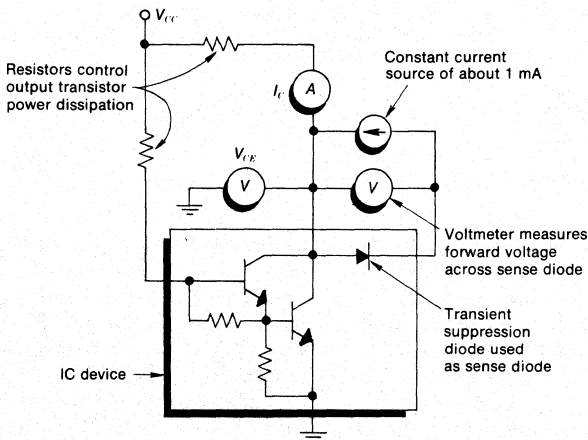 V_CC
Resistors control
output transistor
power dissipation
I_C
A
Constant current
source of about 1 mA
V_CE
V
V
Voltmeter measures
forward voltage
across sense diode
Transient
suppression
diode used
as sense diode
IC device